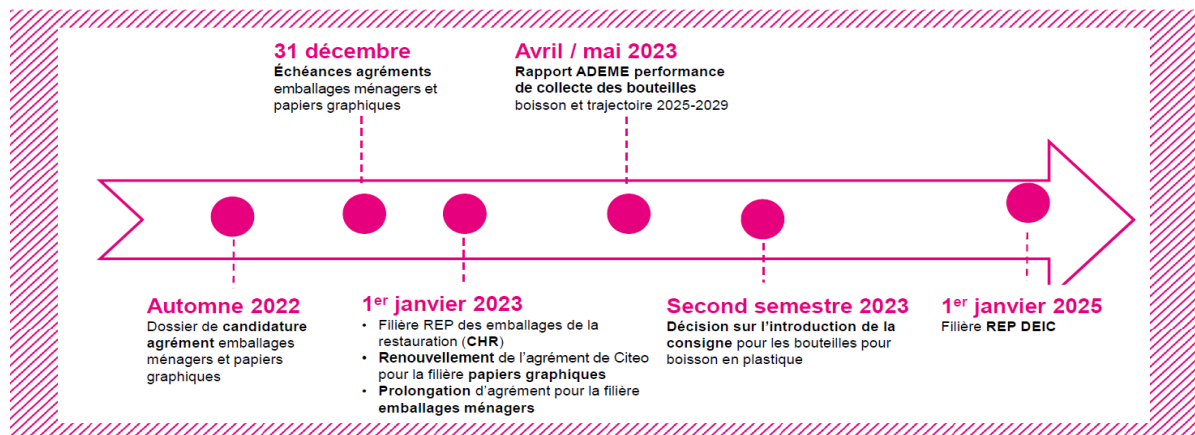 31 décembre
Échéances agréments
emballages ménagers et
papiers graphiques
Avril / mai 2023
Rapport ADEME performance
de collecte des bouteilles
boisson et trajectoire 2025-2029
Automne 2022
Dossier de candidature
agrément emballages
ménagers et papiers
graphiques
1er janvier 2023
• Filière REP des emballages de la
restauration (CHR)
• Renouvellement de l'agrément de Citeo
pour la filière papiers graphiques
• Prolongation d'agrément pour la filière
emballages ménagers
Second semestre 2023
Décision sur l'introduction de la
consigne pour les bouteilles pour
boisson en plastique
1er janvier 2025
Filière REP DEIC